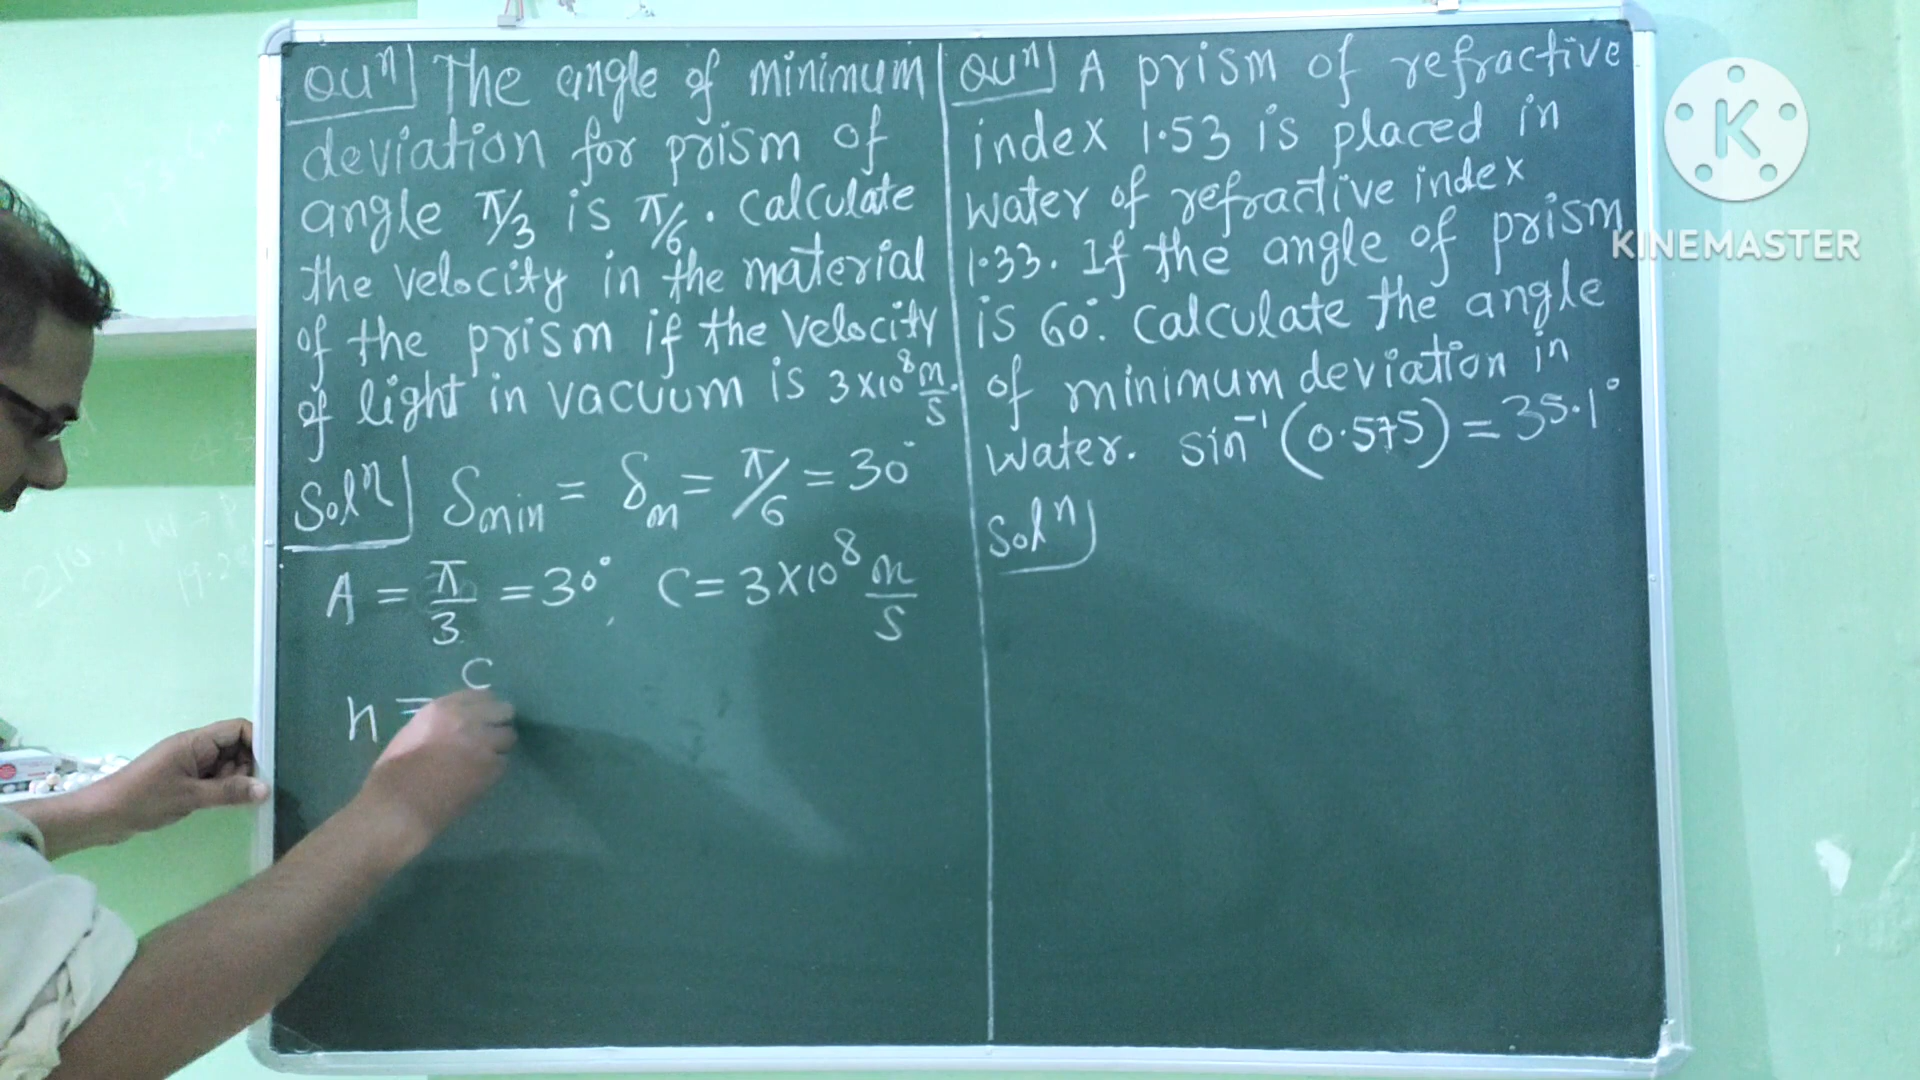 QUⁿ The angle of minimum
deviation for prism of
angle π/3 is π/6. Calculate
the velocity in the material
of the prism if the velocity
of light in vacuum is 3×10⁸ m/s.
Solⁿ δmin = δm = π/6 = 30°
A = π/3 = 30°, C = 3×10⁸ m/s
n = C
QUⁿ A prism of refractive
index 1.53 is placed in
water of refractive index
1.33. If the angle of prism
is 60°. Calculate the angle
of minimum deviation in
water. sin⁻¹(0.575) = 35.1°
Solⁿ
K
KINEMASTER